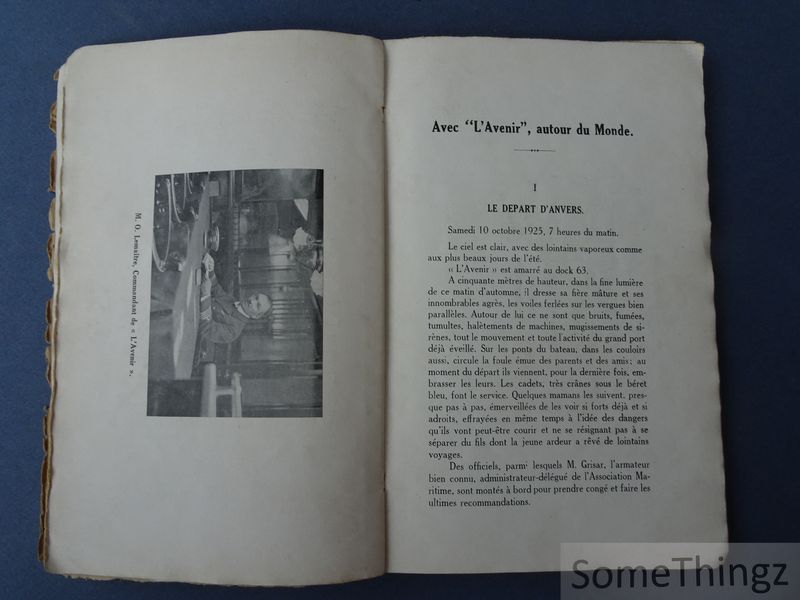 M. O. Lemaître, Commandant de « L'Avenir ».
Avec "L'Avenir", autour du Monde.
I
LE DEPART D'ANVERS.
Samedi 10 octobre 1925, 7 heures du matin.
Le ciel est clair, avec des lointains vaporeux comme
aux plus beaux jours de l'été.
« L'Avenir » est amarré au dock 63.
A cinquante mètres de hauteur, dans la fine lumière
de ce matin d'automne, il dresse sa fière mâture et ses
innombrables agrès, les voiles ferlées sur les vergues bien
parallèles. Autour de lui ce ne sont que bruits, fumées,
tumultes, halètements de machines, mugissements de si-
rènes, tout le mouvement et toute l'activité du grand port
déjà éveillé. Sur les ponts du bateau, dans les couloirs
aussi, circule la foule émue des parents et des amis: au
moment du départ ils viennent, pour la dernière fois, em-
brasser les leurs. Les cadets, très crânes sous le béret
bleu, font le service. Quelques mamans les suivent, pres-
que pas à pas, émerveillées de les voir si forts déjà et si
adroits, effrayées en même temps à l'idée des dangers
qu'ils vont peut-être courir et ne se résignant pas à se
séparer du fils dont la jeune ardeur a rêvé de lointains
voyages.
Des officiels, parmi lesquels M. Grisar, l'armateur
bien connu, administrateur-délégué de l'Association Ma-
ritime, sont montés à bord pour prendre congé et faire les
ultimes recommandations.
SomeThingz